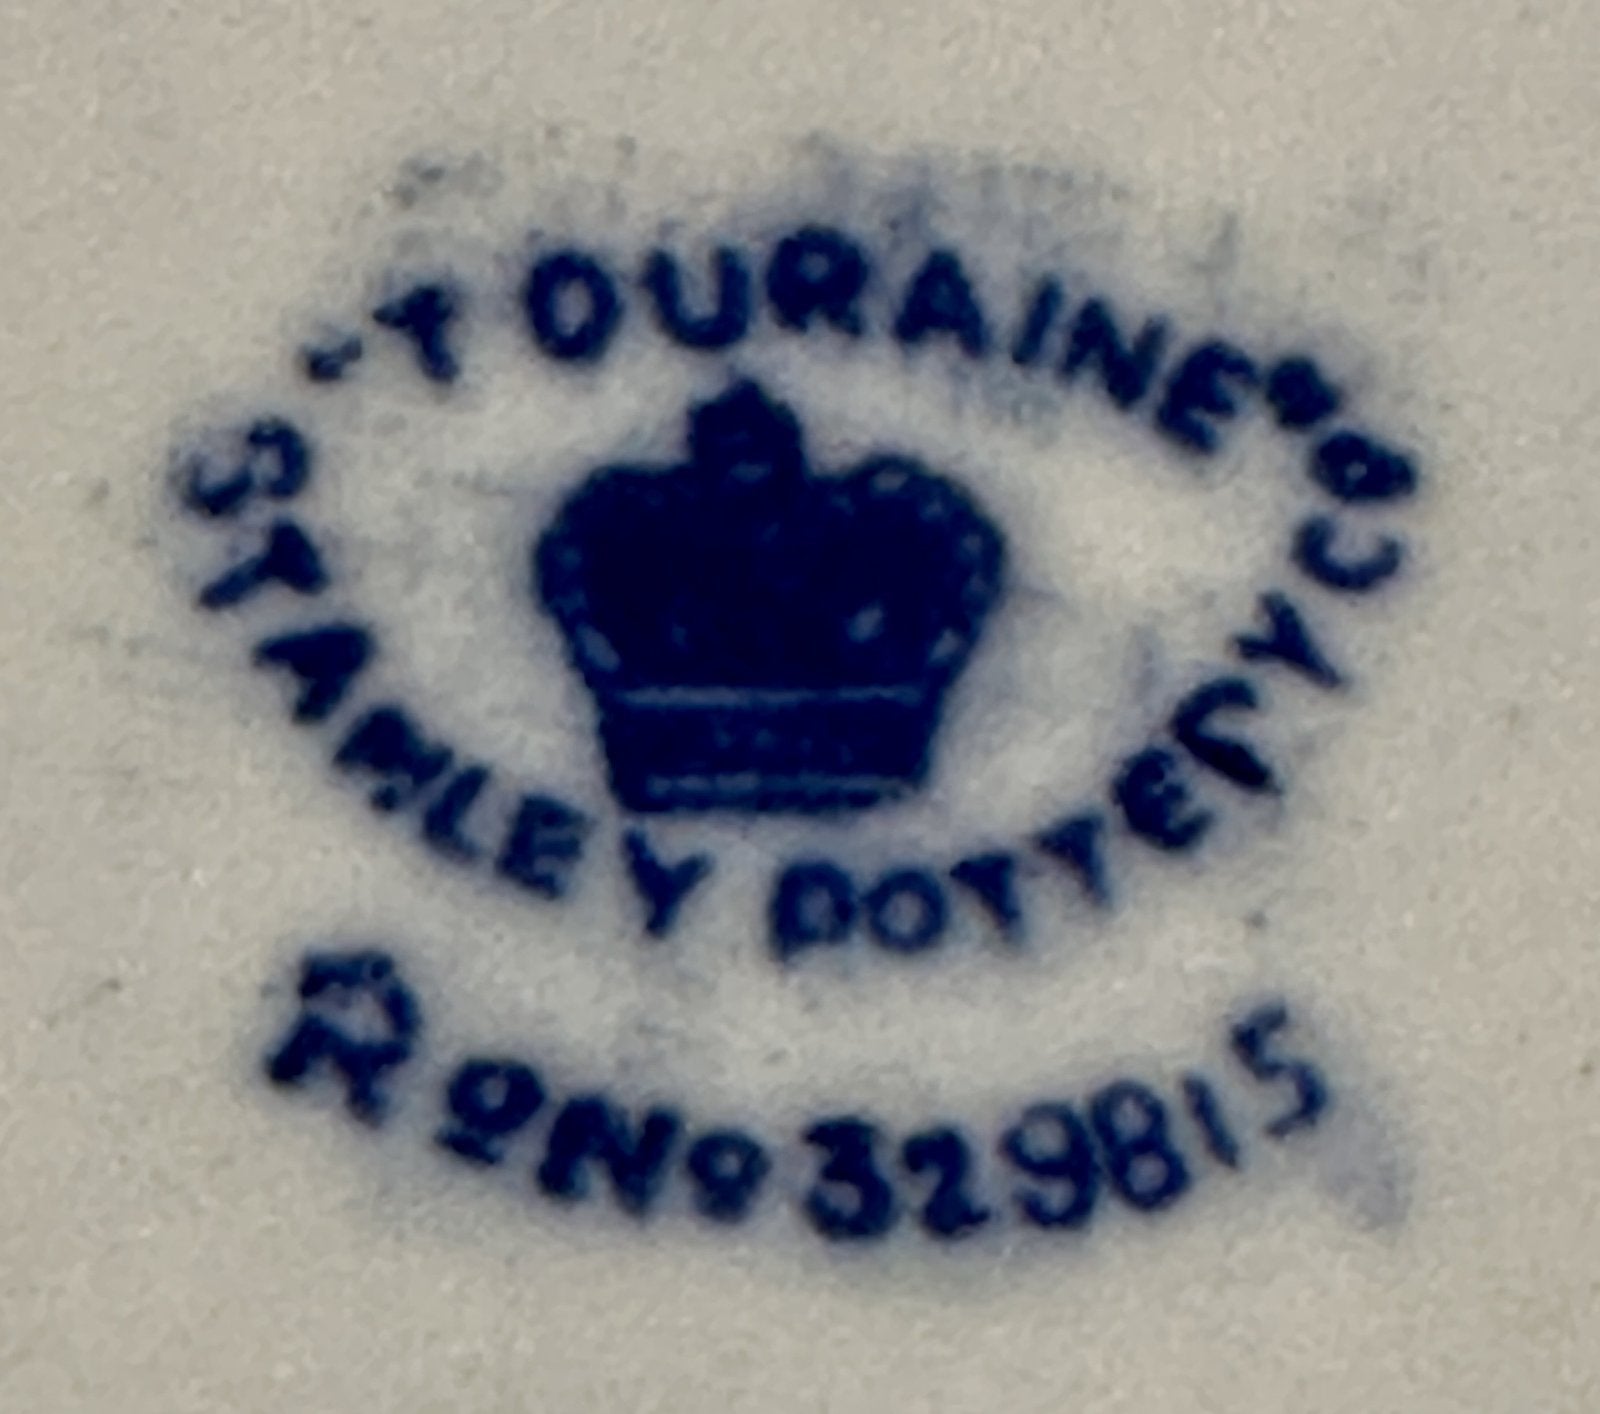 "TOURAINE"
STANLEY POTTERY Co
Rd No 329815